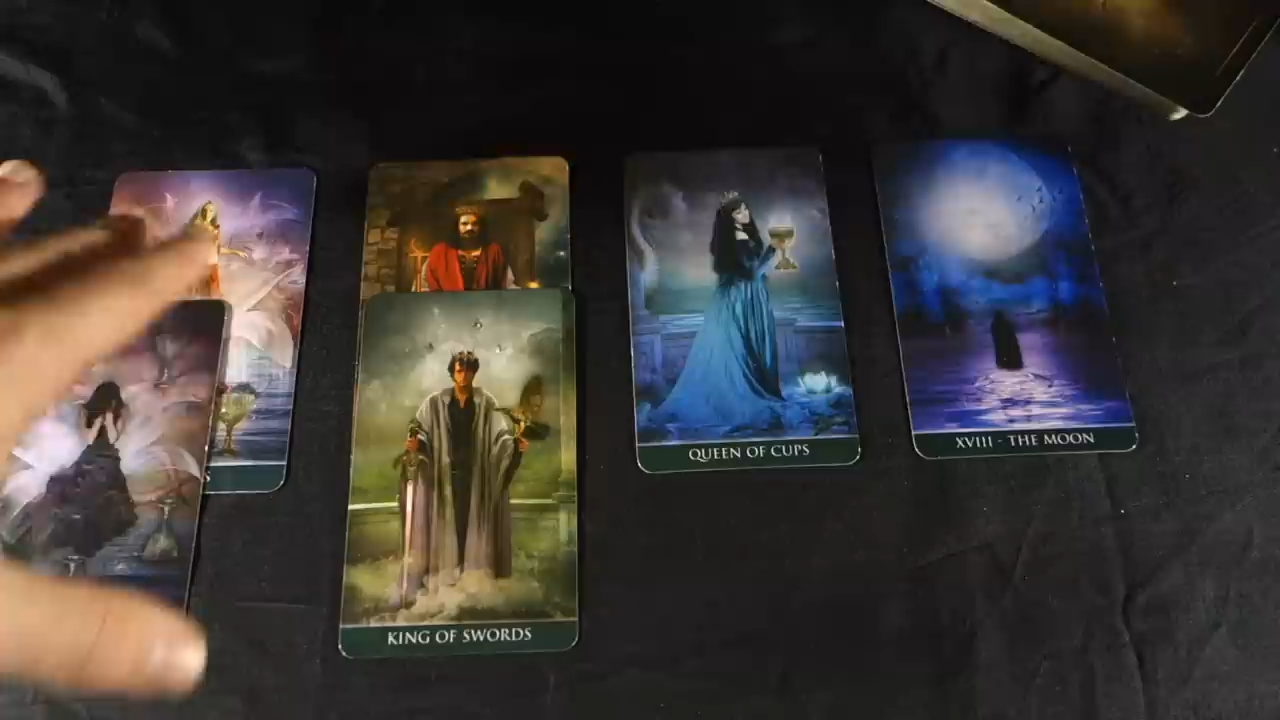 QUEEN OF CUPS
XVIII - THE MOON
KING OF SWORDS